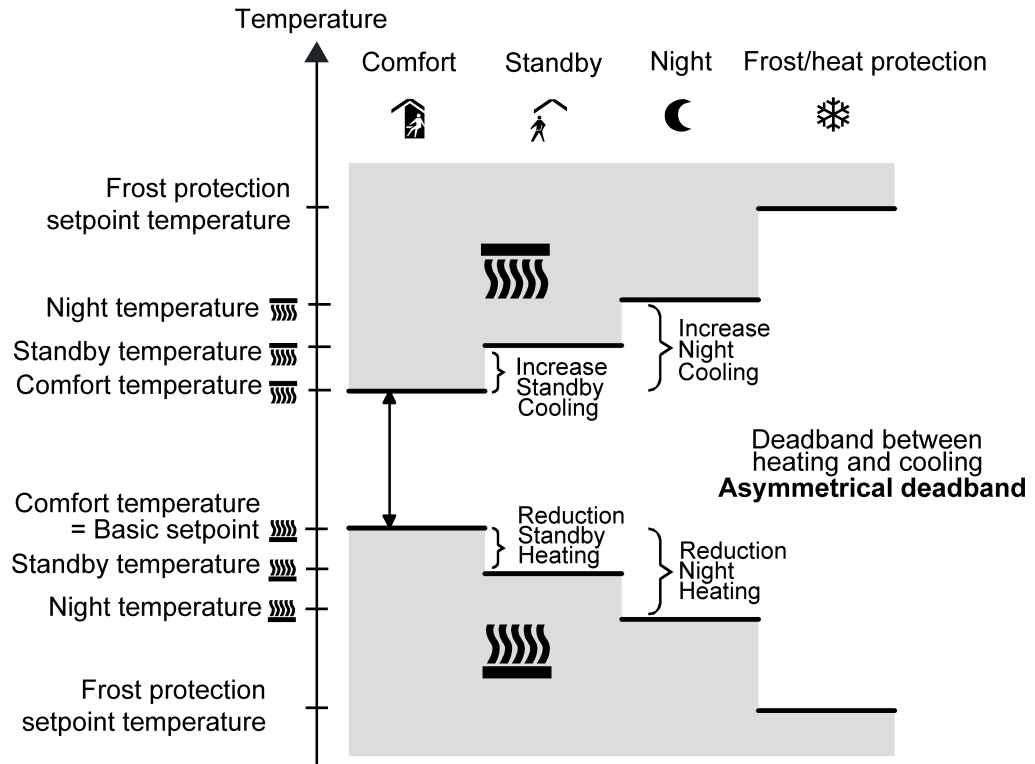 Temperature
Comfort
Standby
Night
Frost/heat protection
Frost protection
setpoint temperature
Night temperature
Standby temperature
Comfort temperature
Increase
Standby
Cooling
Increase
Night
Cooling
Deadband between
heating and cooling
Asymmetrical deadband
Comfort temperature
= Basic setpoint
Standby temperature
Night temperature
Reduction
Standby
Heating
Reduction
Night
Heating
Frost protection
setpoint temperature